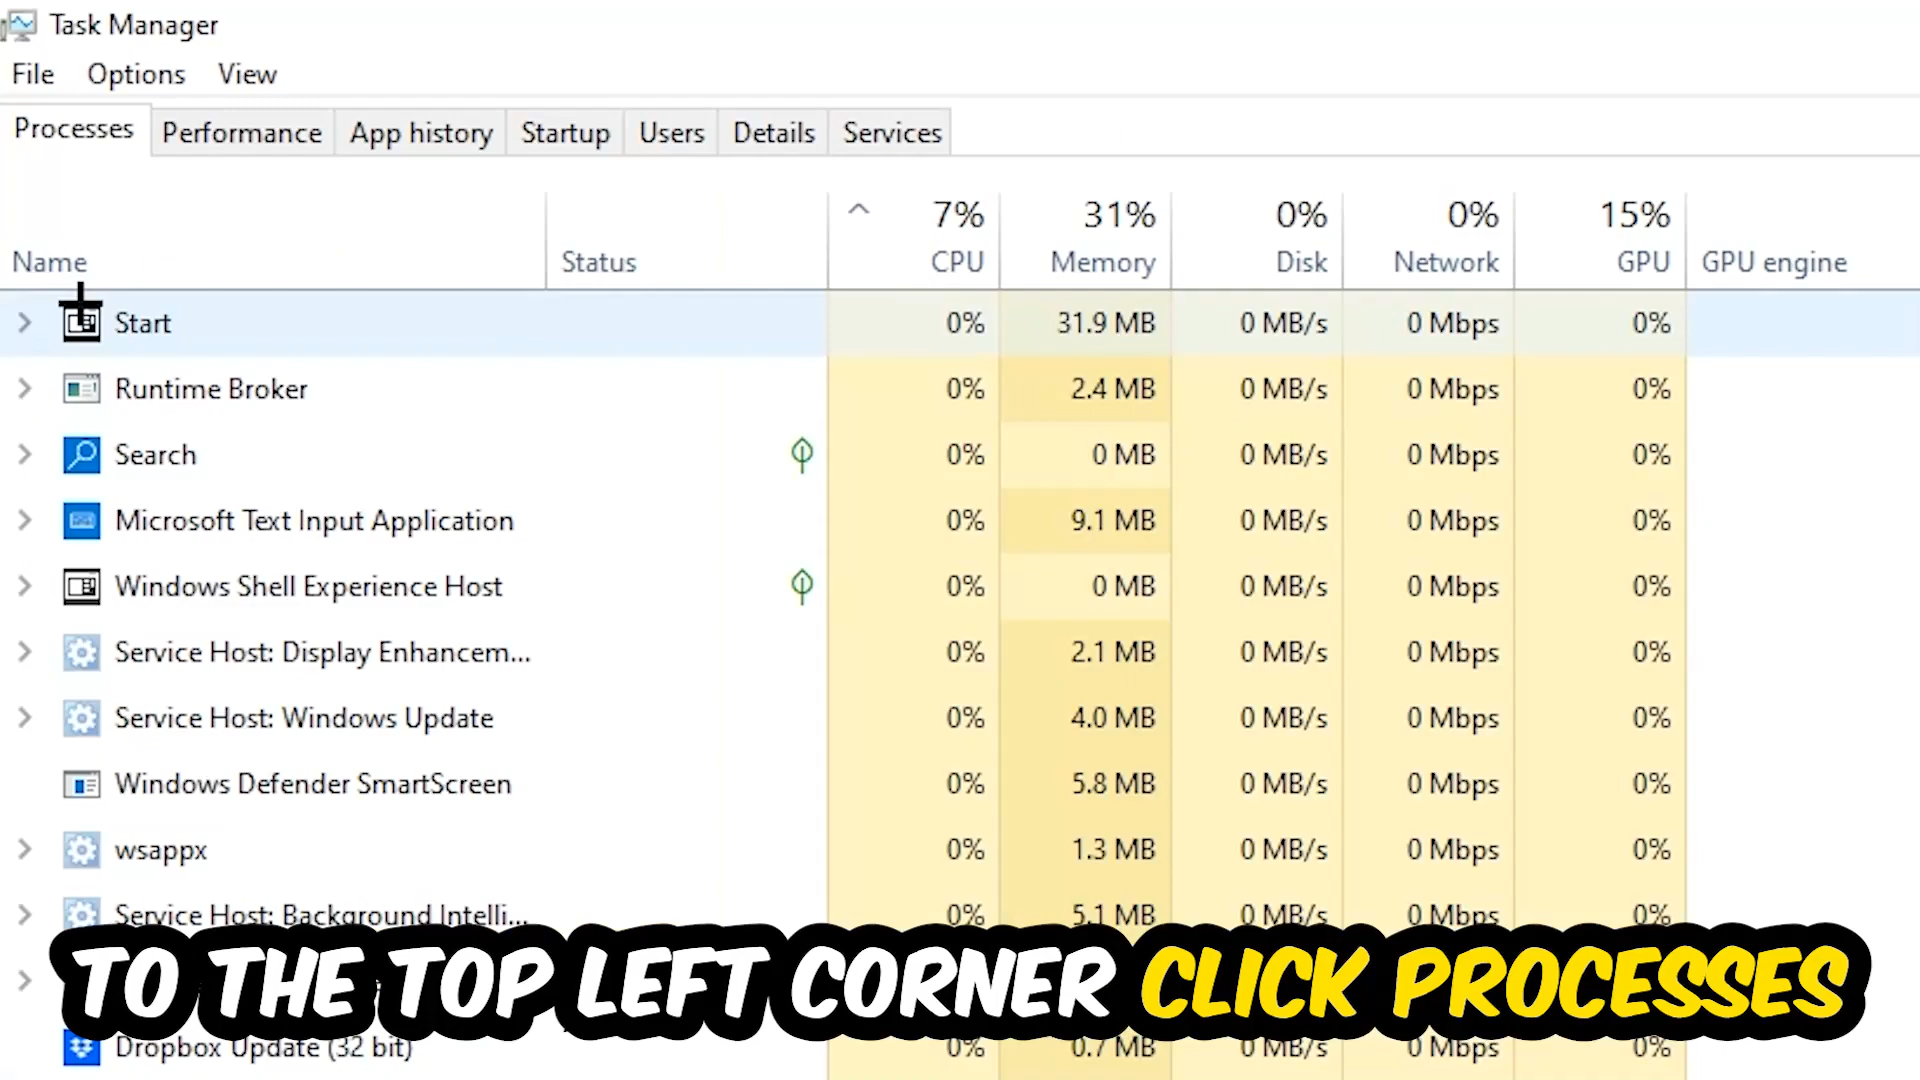 Task Manager
File Options View
Processes Performance App history Startup Users Details Services
7% 31% 0% 0% 15%
Name Status CPU Memory Disk Network GPU GPU engine
Start 0% 31.9 MB 0 MB/s 0 Mbps 0%
Runtime Broker 0% 2.4 MB 0 MB/s 0 Mbps 0%
Search 0% 0 MB 0 MB/s 0 Mbps 0%
Microsoft Text Input Application 0% 9.1 MB 0 MB/s 0 Mbps 0%
Windows Shell Experience Host 0% 0 MB 0 MB/s 0 Mbps 0%
Service Host: Display Enhancem... 0% 2.1 MB 0 MB/s 0 Mbps 0%
Service Host: Windows Update 0% 4.0 MB 0 MB/s 0 Mbps 0%
Windows Defender SmartScreen 0% 5.8 MB 0 MB/s 0 Mbps 0%
wsappx 0% 1.3 MB 0 MB/s 0 Mbps 0%
Service Host: Background Intelli... 0% 5.1 MB 0 MB/s 0 Mbps 0%
TO THE TOP LEFT CORNER CLICK PROCESSES
Dropbox Update (32 bit) 0% 0.7 MB 0 MB/s 0 Mbps 0%